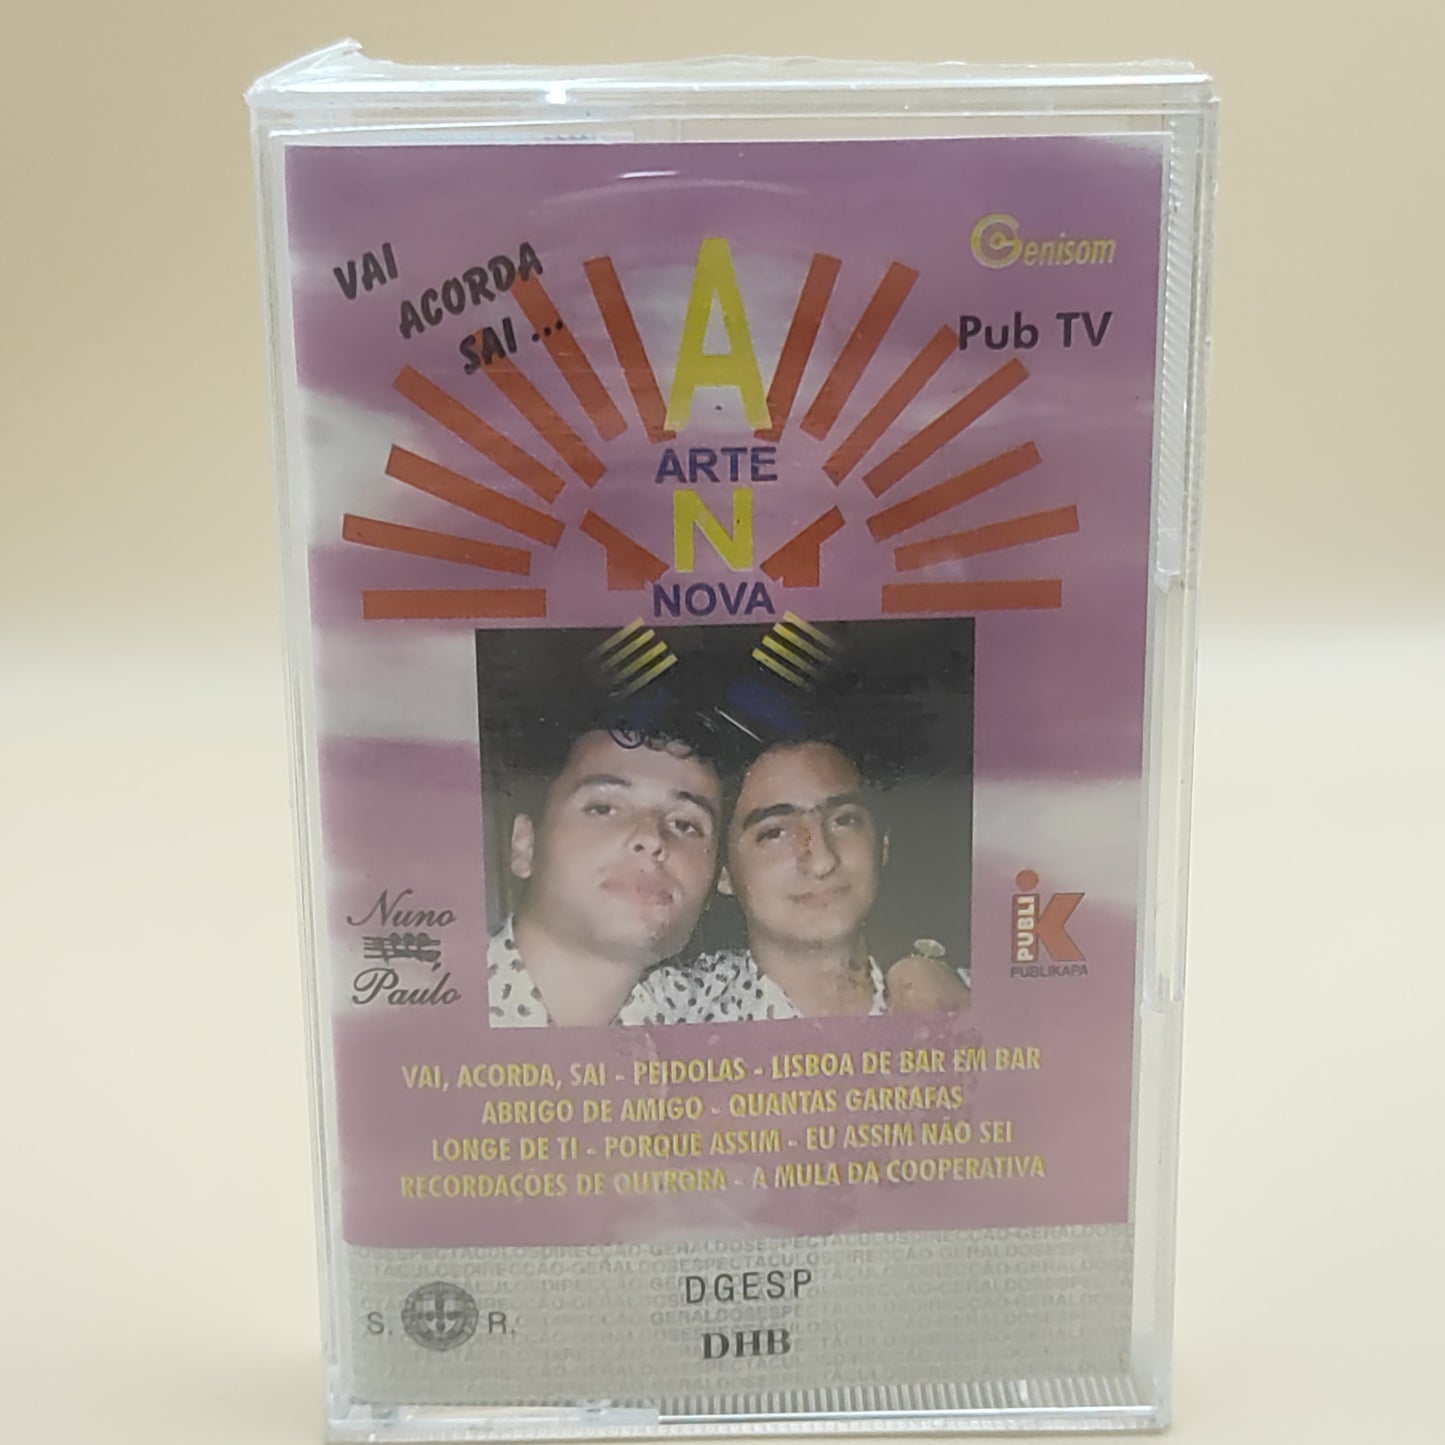 VAI
ACORDA
SAI ...
Genisom
Pub TV
A
ARTE
N
NOVA
Nuno
Paulo
PUBLI K
PUBLIKAPA
VAI, ACORDA, SAI - PEIDOLAS - LISBOA DE BAR EM BAR
ABRIGO DE AMIGO - QUANTAS GARRAFAS
LONGE DE TI - PORQUE ASSIM - EU ASSIM NÃO SEI
RECORDAÇOES DE OUTRORA - A MULA DA COOPERATIVA
DGESP
S. R.
DHB